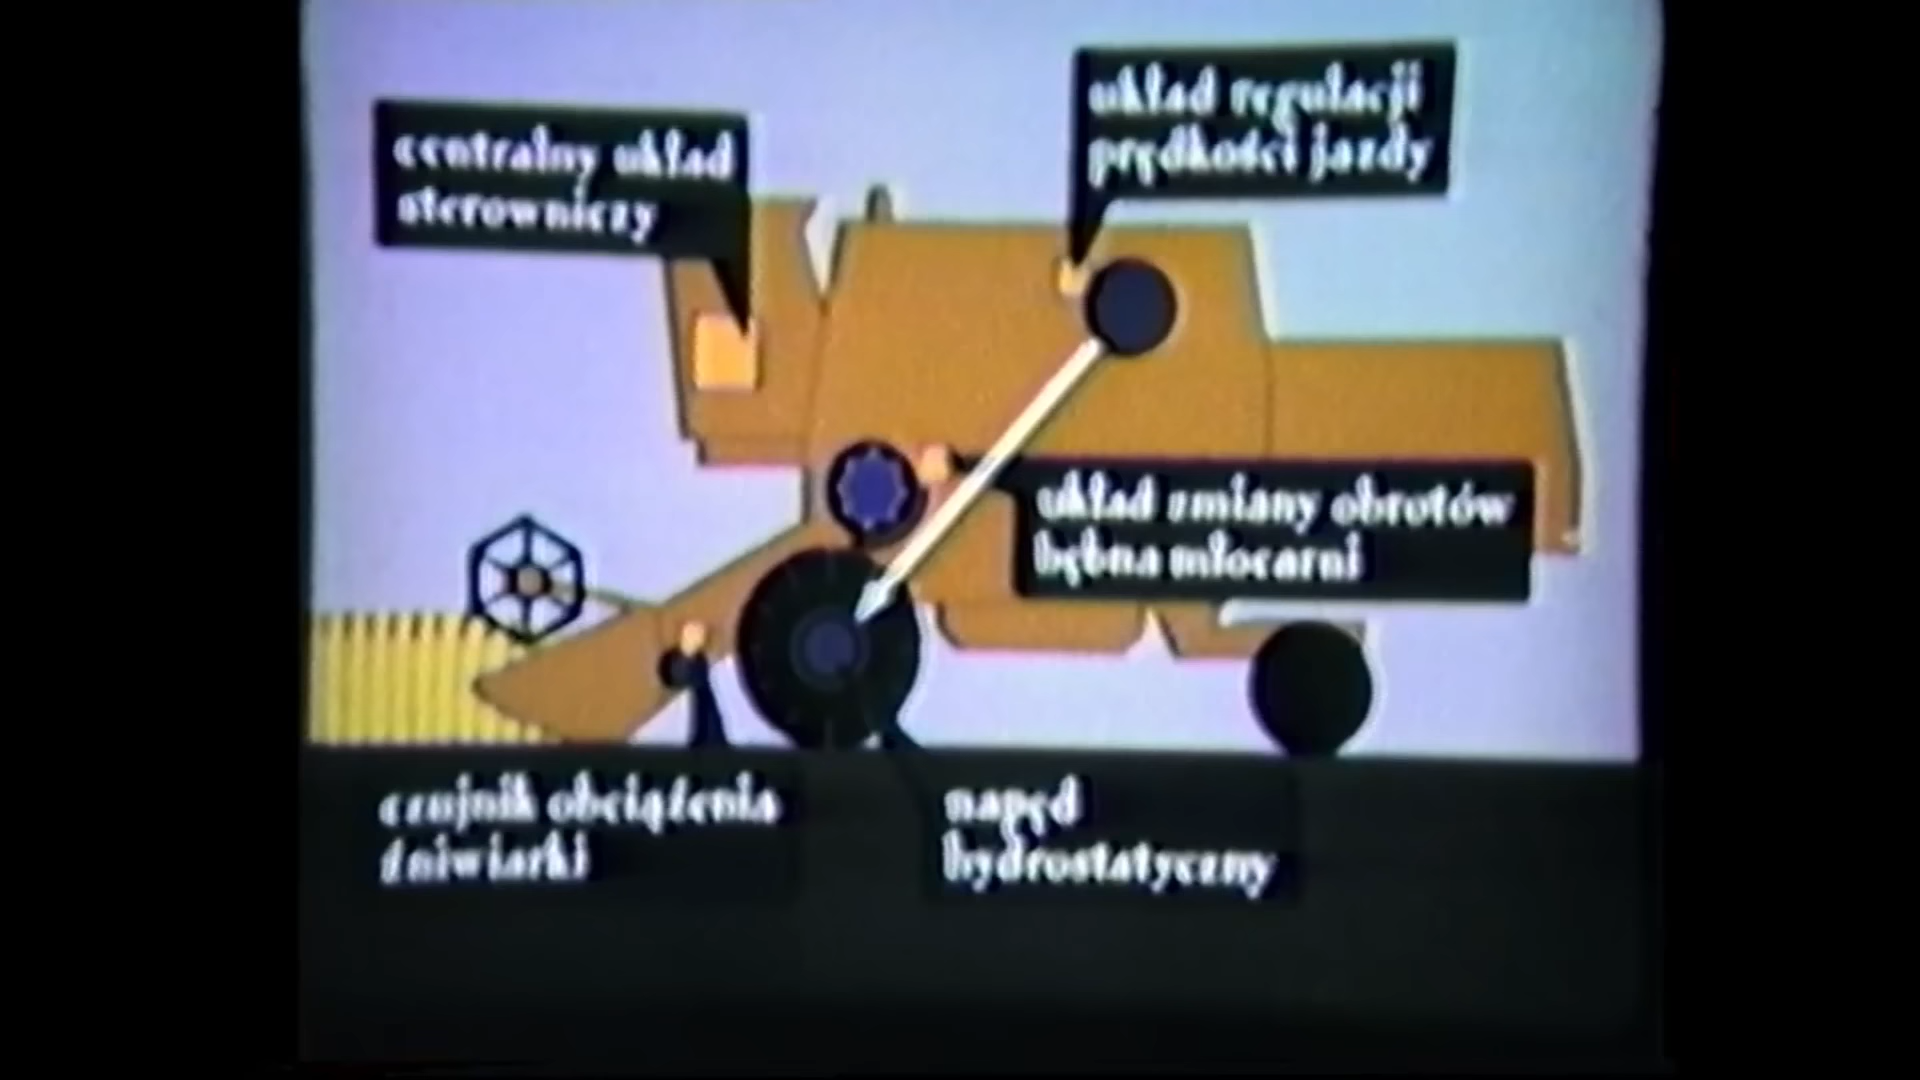 centralny układ
sterowniczy
układ regulacji
prędkości jazdy
układ zmiany obrotów
bębna młocarni
czujnik obciążenia
żniwiarki
napęd
hydrostatyczny